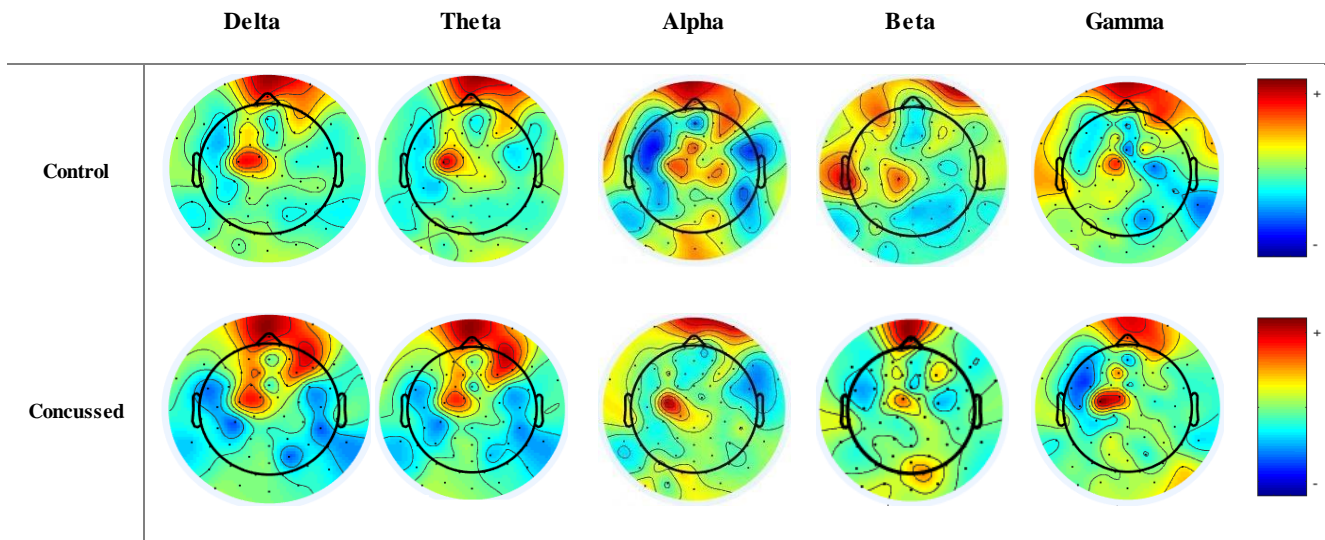 Delta Theta Alpha Beta Gamma
Control
+
-
Concussed
+
-